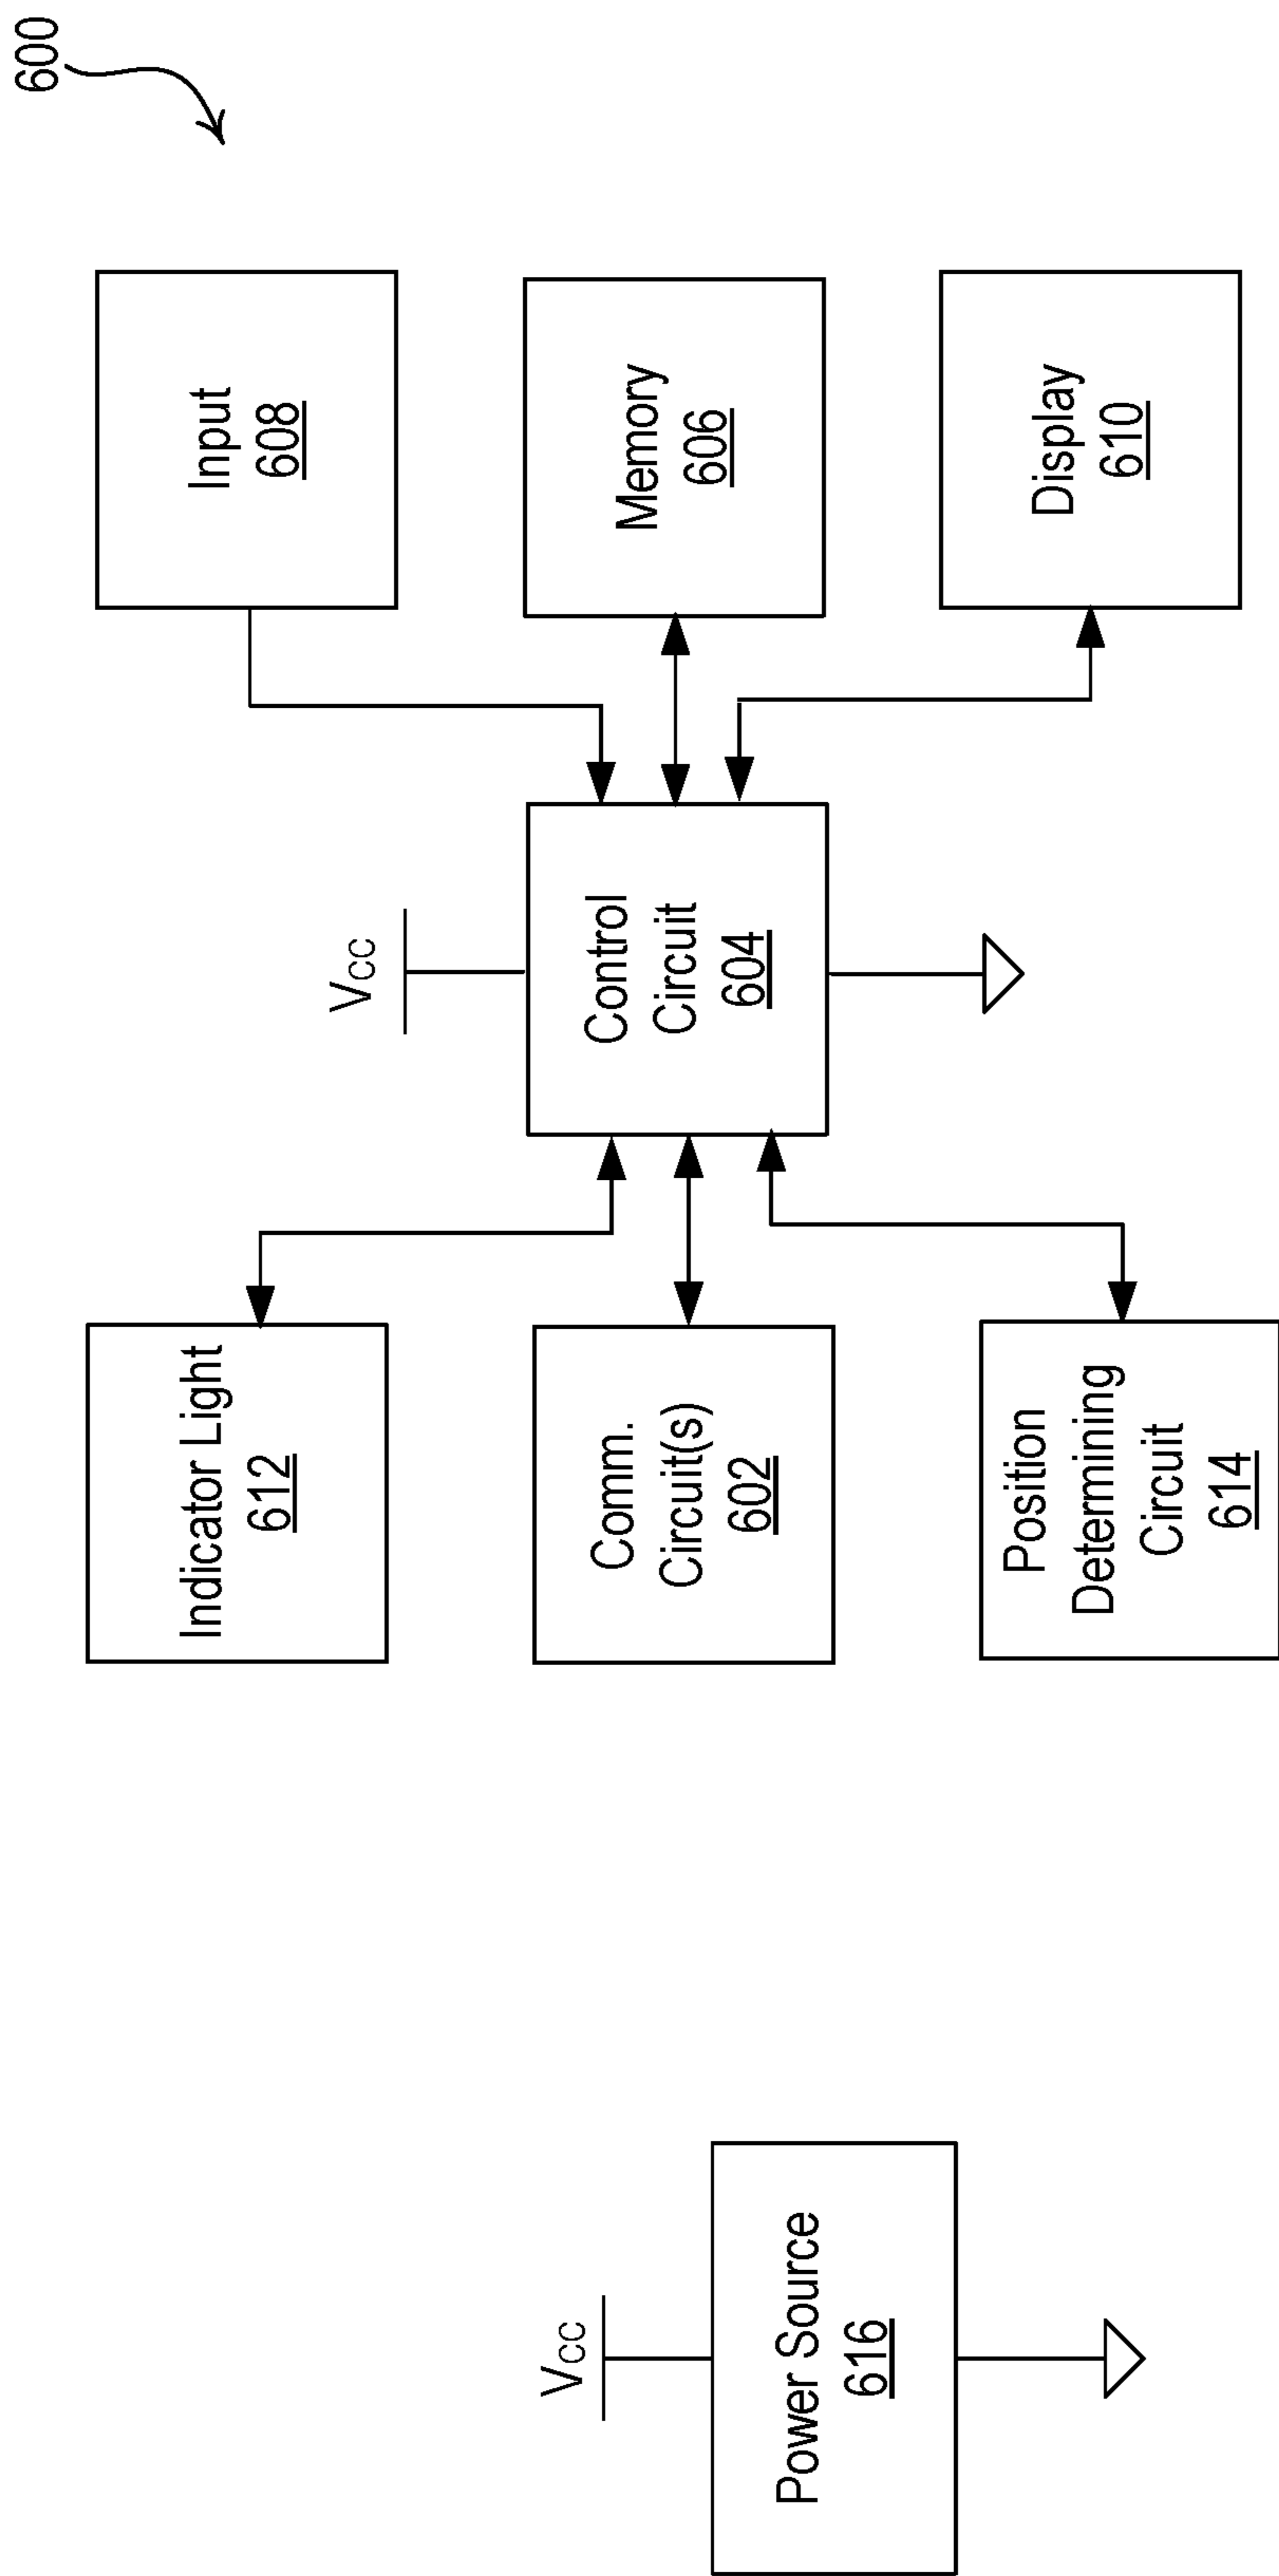 600
Input
608
Memory
606
Display
610
VCC
Control
Circuit
604
Indicator Light
612
Comm.
Circuit(s)
602
Position
Determining
Circuit
614
VCC
Power Source
616